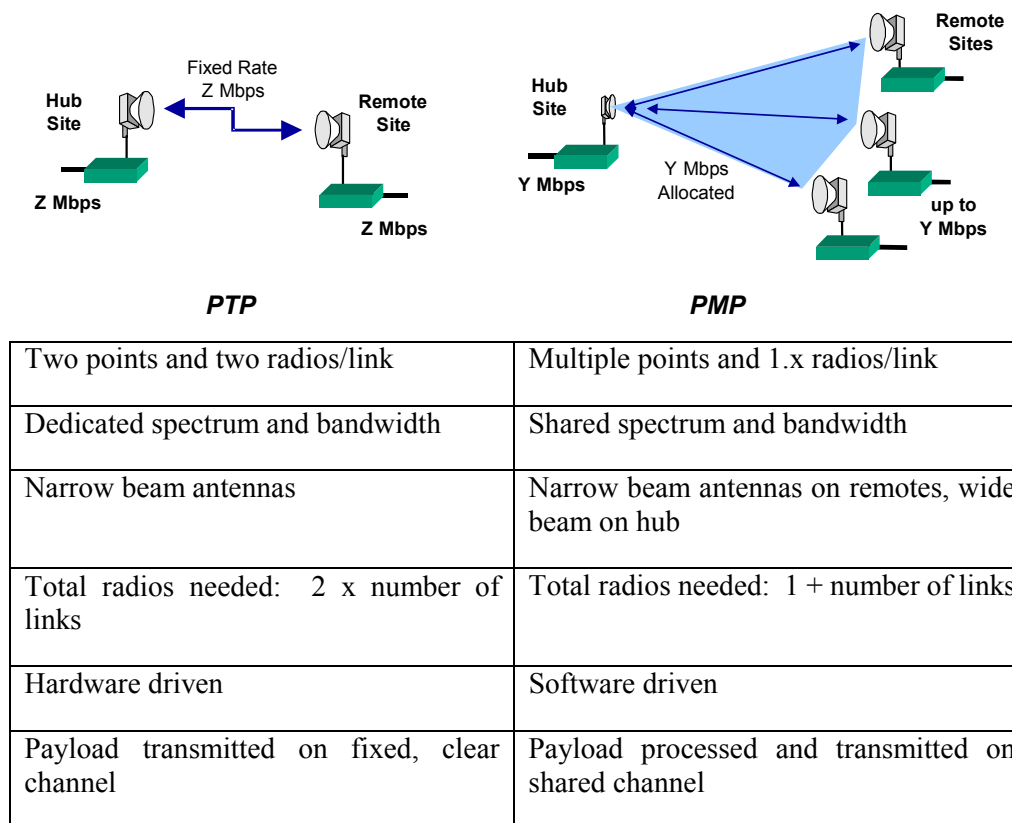 Fixed Rate
Z Mbps
Hub
Site
Remote
Site
Z Mbps
Z Mbps
Remote
Sites
Hub
Site
Y Mbps
Y Mbps
Allocated
up to
Y Mbps
PTP
PMP
Two points and two radios/link
Multiple points and 1.x radios/link
Dedicated spectrum and bandwidth
Shared spectrum and bandwidth
Narrow beam antennas
Narrow beam antennas on remotes, wide
beam on hub
Total radios needed: 2 x number of
links
Total radios needed: 1 + number of links
Hardware driven
Software driven
Payload transmitted on fixed, clear
channel
Payload processed and transmitted on
shared channel